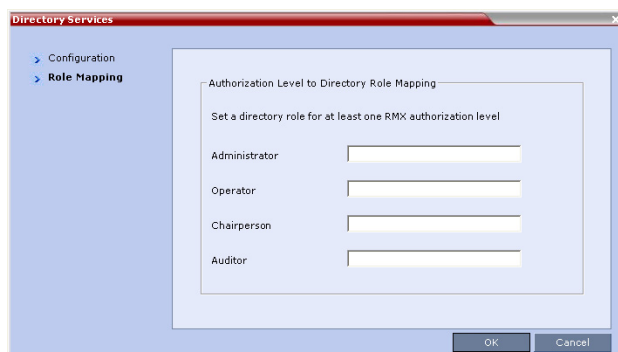 Directory Services
Configuration
Role Mapping
Authorization Level to Directory Role Mapping
Set a directory role for at least one RMX authorization level
Administrator
Operator
Chairperson
Auditor
OK Cancel